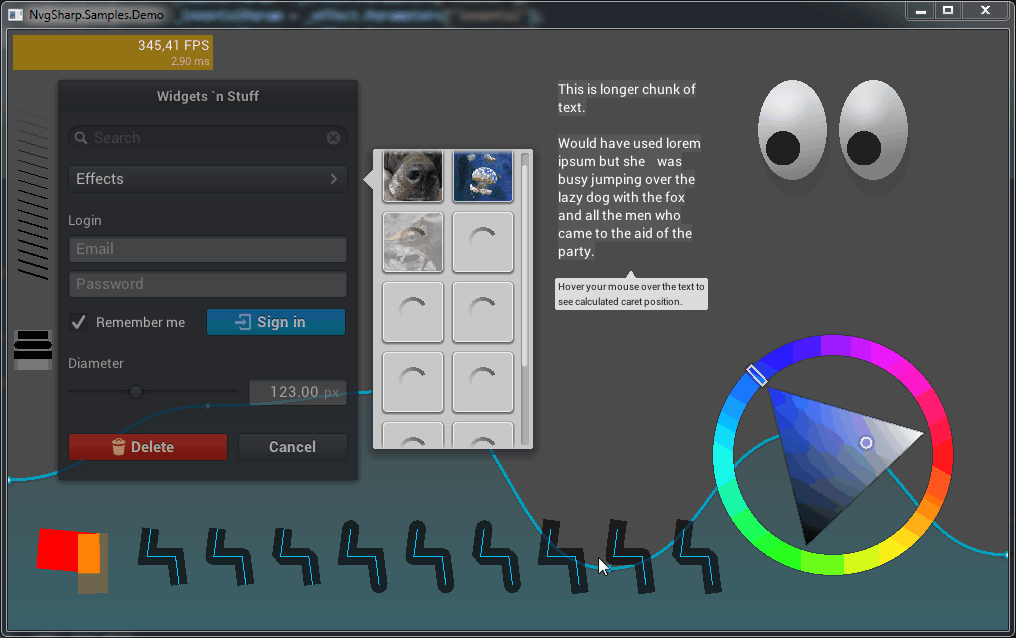 NvgSharp.Samples.Demo
345,41 FPS
2,90 ms
Widgets `n Stuff
Search
Effects
Login
Email
Password
Remember me
Sign in
Diameter
123.00 px
Delete
Cancel
This is longer chunk of
text.
Would have used lorem
ipsum but she was
busy jumping over the
lazy dog with the fox
and all the men who
came to the aid of the
party.
Hover your mouse over the text to
see calculated caret position.